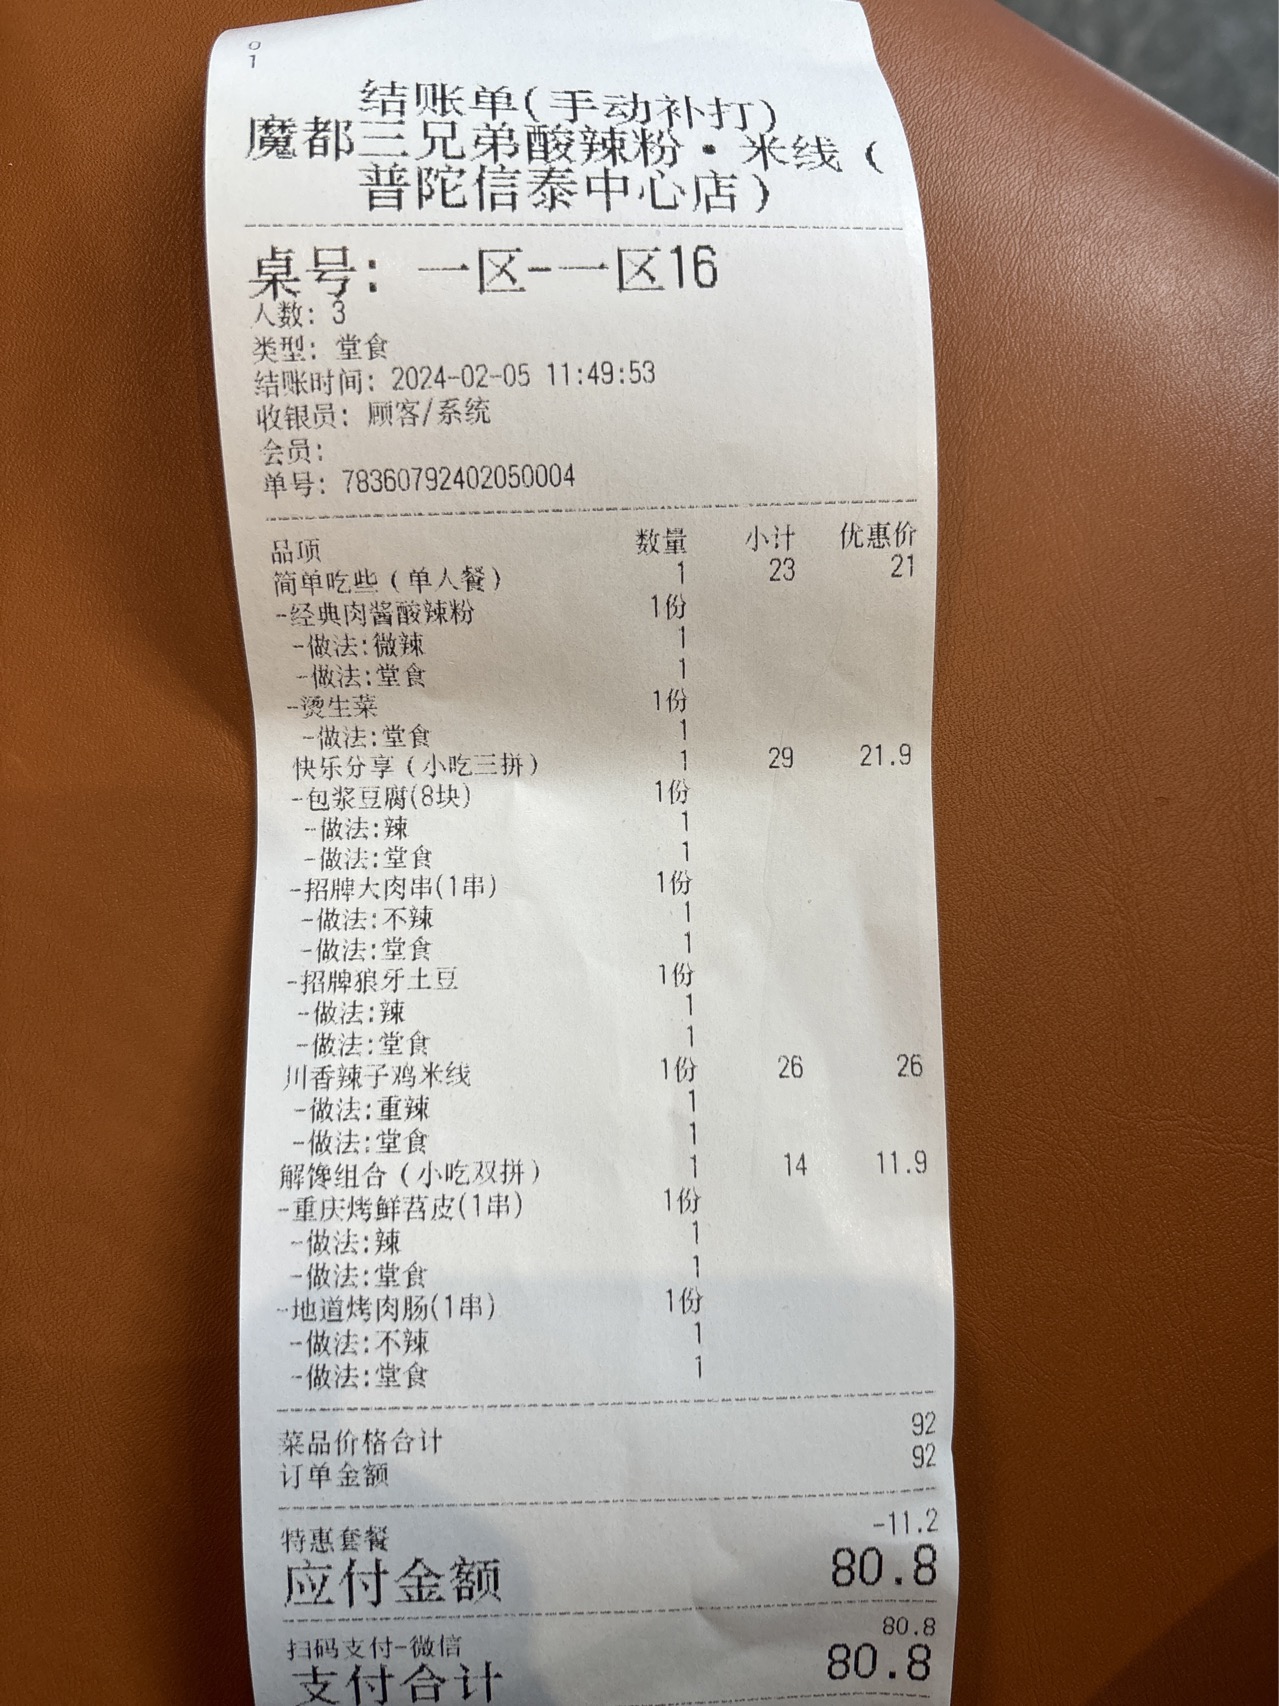 0
1
结账单(手动补打)
魔都三兄弟酸辣粉·米线(
普陀信泰中心店)
桌号: 一区-一区16
人数: 3
类型: 堂食
结账时间: 2024-02-05 11:49:53
收银员: 顾客/系统
会员:
单号: 78360792402050004
品项 数量 小计 优惠价
简单吃些(单人餐) 1 23 21
-经典肉酱酸辣粉 1份
-做法:微辣 1
-做法:堂食 1
-烫生菜 1份
-做法:堂食 1
快乐分享(小吃三拼) 1 29 21.9
-包浆豆腐(8块) 1份
-做法:辣 1
-做法:堂食 1
-招牌大肉串(1串) 1份
-做法:不辣 1
-做法:堂食 1
-招牌狼牙土豆 1份
-做法:辣 1
-做法:堂食 1
川香辣子鸡米线 1份 26 26
-做法:重辣 1
-做法:堂食 1
解馋组合(小吃双拼) 1 14 11.9
-重庆烤鲜苕皮(1串) 1份
-做法:辣 1
-做法:堂食 1
-地道烤肉肠(1串) 1份
-做法:不辣 1
-做法:堂食 1
菜品价格合计 92
订单金额 92
特惠套餐 -11.2
应付金额 80.8
扫码支付-微信 80.8
支付合计 80.8